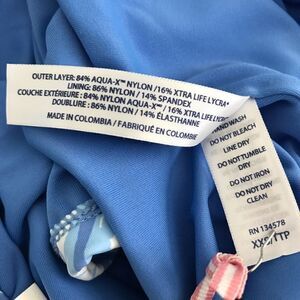 OUTER LAYER: 84% AQUA-X™ NYLON/16% XTRA LIFE LYCRA®
LINING: 86% NYLON / 14% SPANDEX
COUCHE EXTÉRIEURE : 84% NYLON AQUA-X™/16% XTRA LIFE LYCRA
DOUBLURE : 86% NYLON / 14% ÉLASTHANNE
MADE IN COLOMBIA / FABRIQUÉ EN COLOMBIE
HAND WASH
DO NOT BLEACH
LINE DRY
DO NOT TUMBLE
DRY
DO NOT IRON
DO NOT DRY
CLEAN
RN 134578